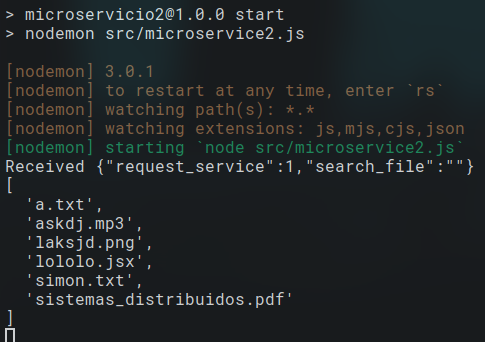 > microservicio2@1.0.0 start
> nodemon src/microservice2.js
[nodemon] 3.0.1
[nodemon] to restart at any time, enter `rs`
[nodemon] watching path(s): *.*
[nodemon] watching extensions: js,mjs,cjs,json
[nodemon] starting `node src/microservice2.js`
Received {"request_service":1,"search_file":""}
[
  'a.txt',
  'askdj.mp3',
  'laksjd.png',
  'lololo.jsx',
  'simon.txt',
  'sistemas_distribuidos.pdf'
]